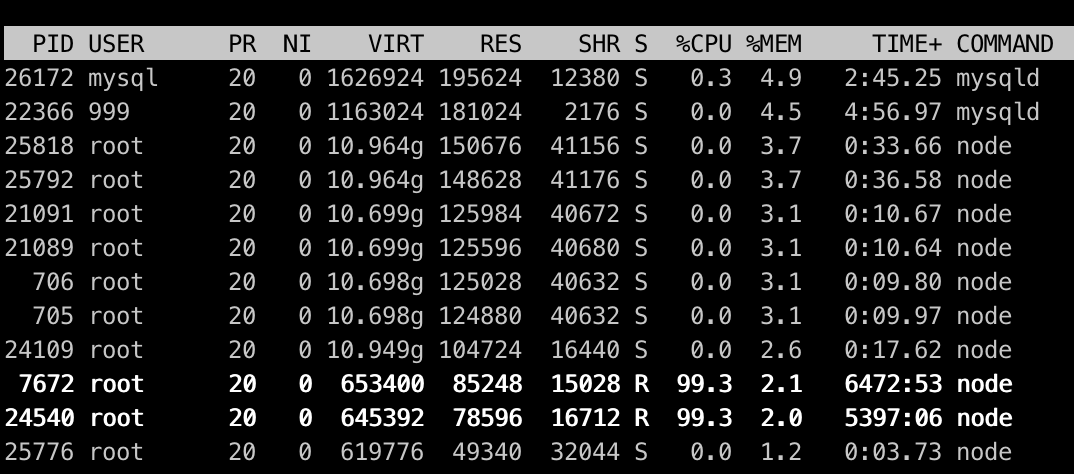 PID USER PR NI VIRT RES SHR S %CPU %MEM TIME+ COMMAND
26172 mysql 20 0 1626924 195624 12380 S 0.3 4.9 2:45.25 mysqld
22366 999 20 0 1163024 181024 2176 S 0.0 4.5 4:56.97 mysqld
25818 root 20 0 10.964g 150676 41156 S 0.0 3.7 0:33.66 node
25792 root 20 0 10.964g 148628 41176 S 0.0 3.7 0:36.58 node
21091 root 20 0 10.699g 125984 40672 S 0.0 3.1 0:10.67 node
21089 root 20 0 10.699g 125596 40680 S 0.0 3.1 0:10.64 node
706 root 20 0 10.698g 125028 40632 S 0.0 3.1 0:09.80 node
705 root 20 0 10.698g 124880 40632 S 0.0 3.1 0:09.97 node
24109 root 20 0 10.949g 104724 16440 S 0.0 2.6 0:17.62 node
7672 root 20 0 653400 85248 15028 R 99.3 2.1 6472:53 node
24540 root 20 0 645392 78596 16712 R 99.3 2.0 5397:06 node
25776 root 20 0 619776 49340 32044 S 0.0 1.2 0:03.73 node